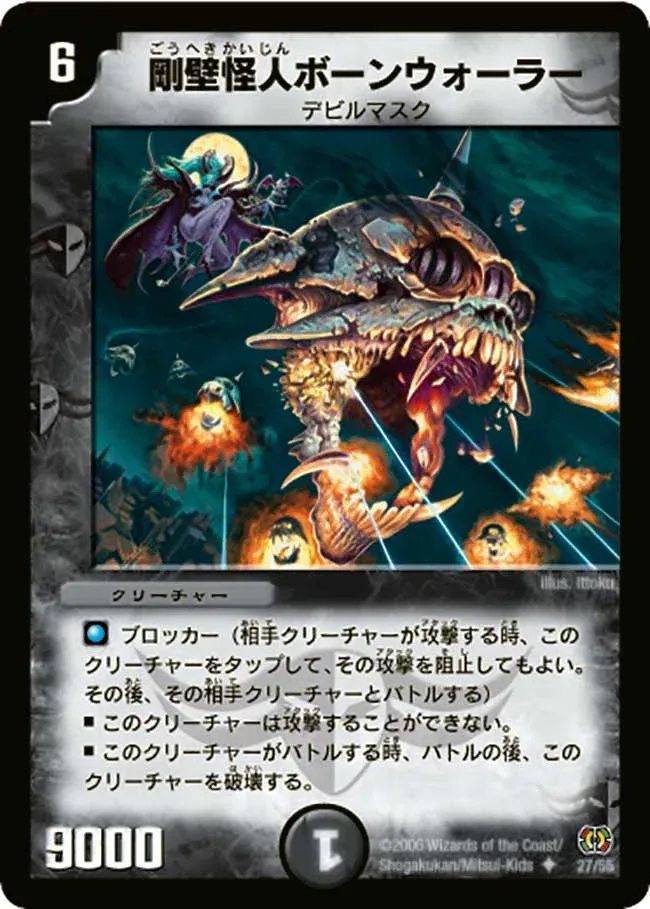 6
ごうへきかいじん
剛壁怪人ボーンウォーラー
デビルマスク
illus. Ittoku
クリーチャー
ブロッカー（相手クリーチャーが攻撃する時、この
クリーチャーをタップして、その攻撃を阻止してもよい。
その後、その相手クリーチャーとバトルする）
■ このクリーチャーは攻撃することができない。
■ このクリーチャーがバトルする時、バトルの後、この
クリーチャーを破壊する。
9000
1
©2006 Wizards of the Coast/
Shogakukan/Mitsui-Kids
27/55